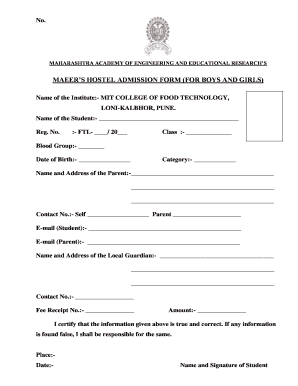 No.
MAHARASHTRA ACADEMY OF ENGINEERING AND EDUCATIONAL RESEARCH'S
MAEER'S HOSTEL ADMISSION FORM (FOR BOYS AND GIRLS)
Name of the Institute:- MIT COLLEGE OF FOOD TECHNOLOGY,
LONI-KALBHOR, PUNE.
Name of the Student:- ____________________
Reg. No. :- FTL- ____/ 20___ Class :- ____________
Blood Group:- _______
Date of Birth:- ____________ Category:- ____________
Name and Address of the Parent:- ____________________
Contact No.:- Self ____________ Parent ____________
E-mail (Student):- ____________________
E-mail (Parent):- ____________________
Name and Address of the Local Guardian:- ____________________
Contact No.:- ____________
Fee Receipt No.:- ____________ Amount:- ____________
I certify that the information given above is true and correct. If any information
is found false, I shall be responsible for the same.
Place:-
Date:- Name and Signature of Student